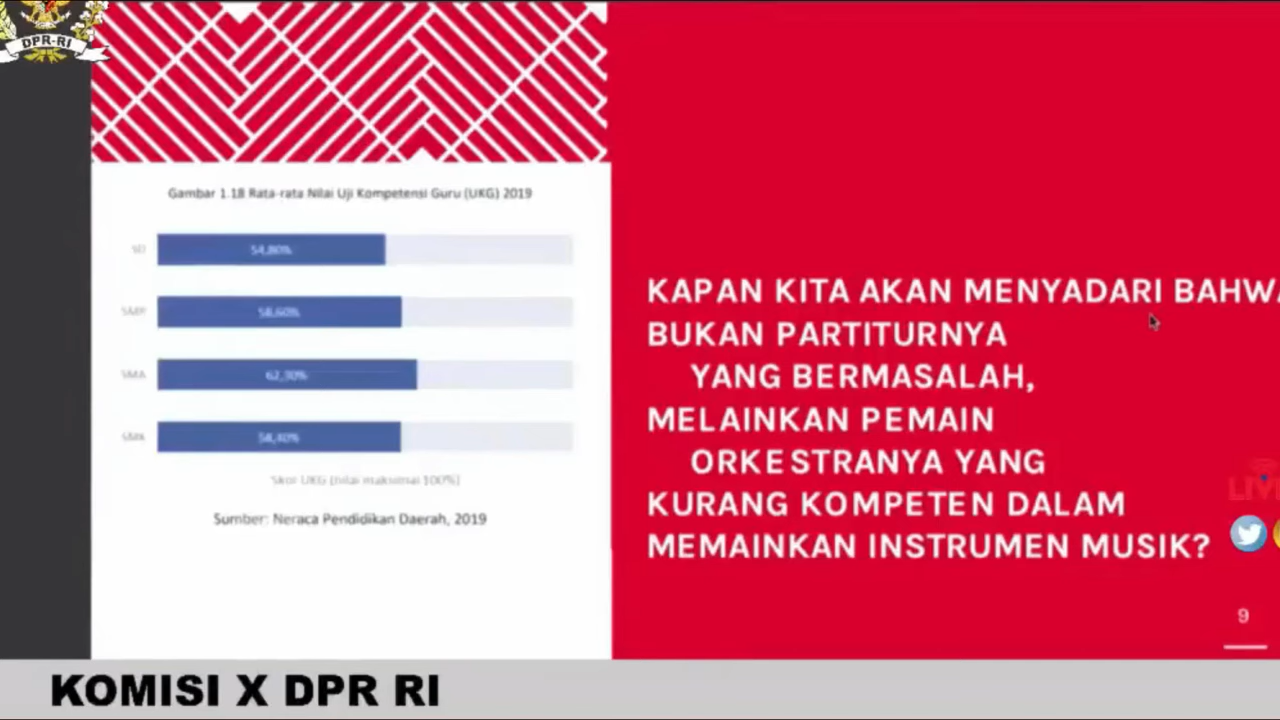 DPR-RI
Gambar 1.18 Rata-rata Nilai Uji Kompetensi Guru (UKG) 2019
SD 54,80%
SMP 58,60%
SMA 62,30%
SMK 58,40%
Skor UKG (nilai maksimal 100%)
Sumber: Neraca Pendidikan Daerah, 2019
KAPAN KITA AKAN MENYADARI BAHWA
BUKAN PARTITURNYA
YANG BERMASALAH,
MELAINKAN PEMAIN
ORKESTRANYA YANG
KURANG KOMPETEN DALAM
MEMAINKAN INSTRUMEN MUSIK?
9
KOMISI X DPR RI